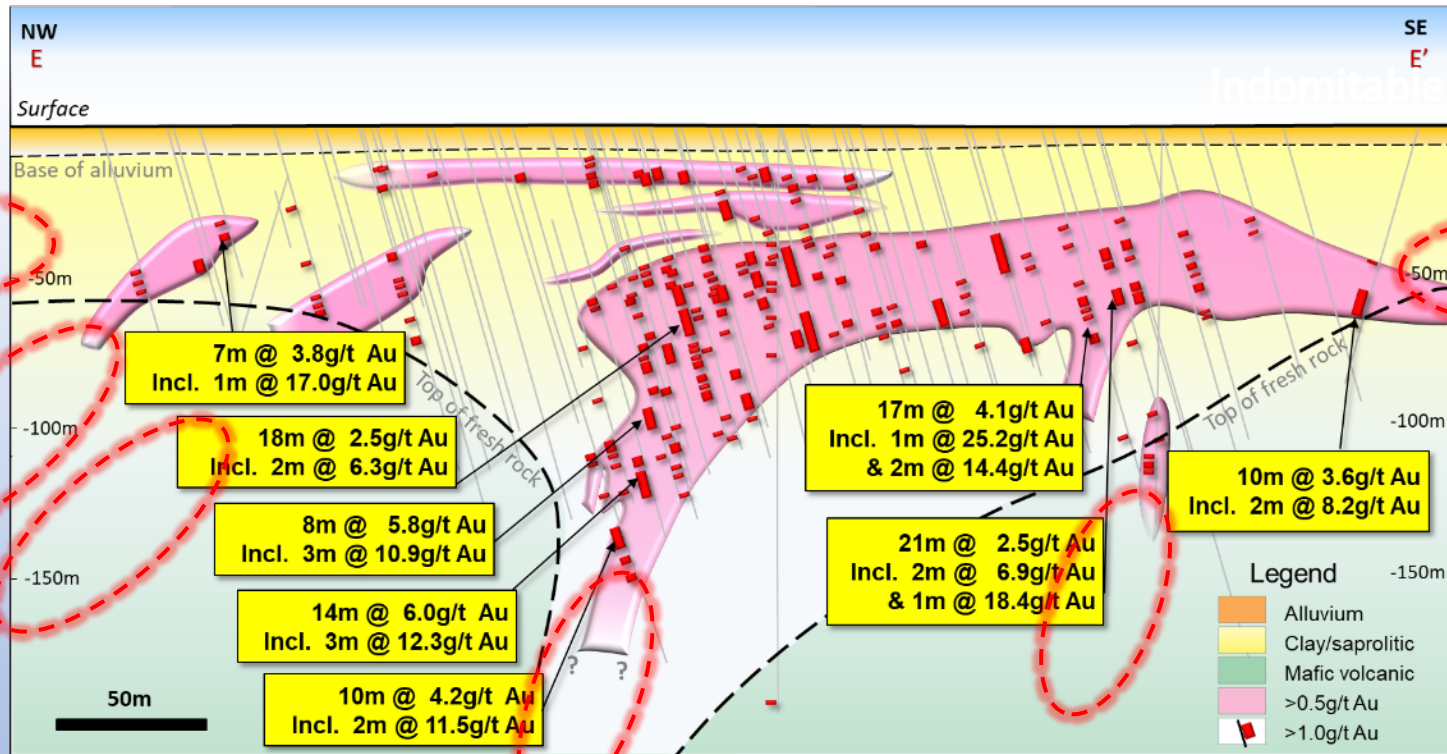 NW
E
SE
E'
Indomitable
Surface
Base of alluvium
-50m
-50m
7m @ 3.8g/t Au
Incl. 1m @ 17.0g/t Au
Top of fresh rock
18m @ 2.5g/t Au
Incl. 2m @ 6.3g/t Au
-100m
8m @ 5.8g/t Au
Incl. 3m @ 10.9g/t Au
-150m
14m @ 6.0g/t Au
Incl. 3m @ 12.3g/t Au
10m @ 4.2g/t Au
Incl. 2m @ 11.5g/t Au
? ?
50m
17m @ 4.1g/t Au
Incl. 1m @ 25.2g/t Au
& 2m @ 14.4g/t Au
21m @ 2.5g/t Au
Incl. 2m @ 6.9g/t Au
& 1m @ 18.4g/t Au
Top of fresh rock
-100m
10m @ 3.6g/t Au
Incl. 2m @ 8.2g/t Au
-150m
Legend
Alluvium
Clay/saprolitic
Mafic volcanic
>0.5g/t Au
>1.0g/t Au